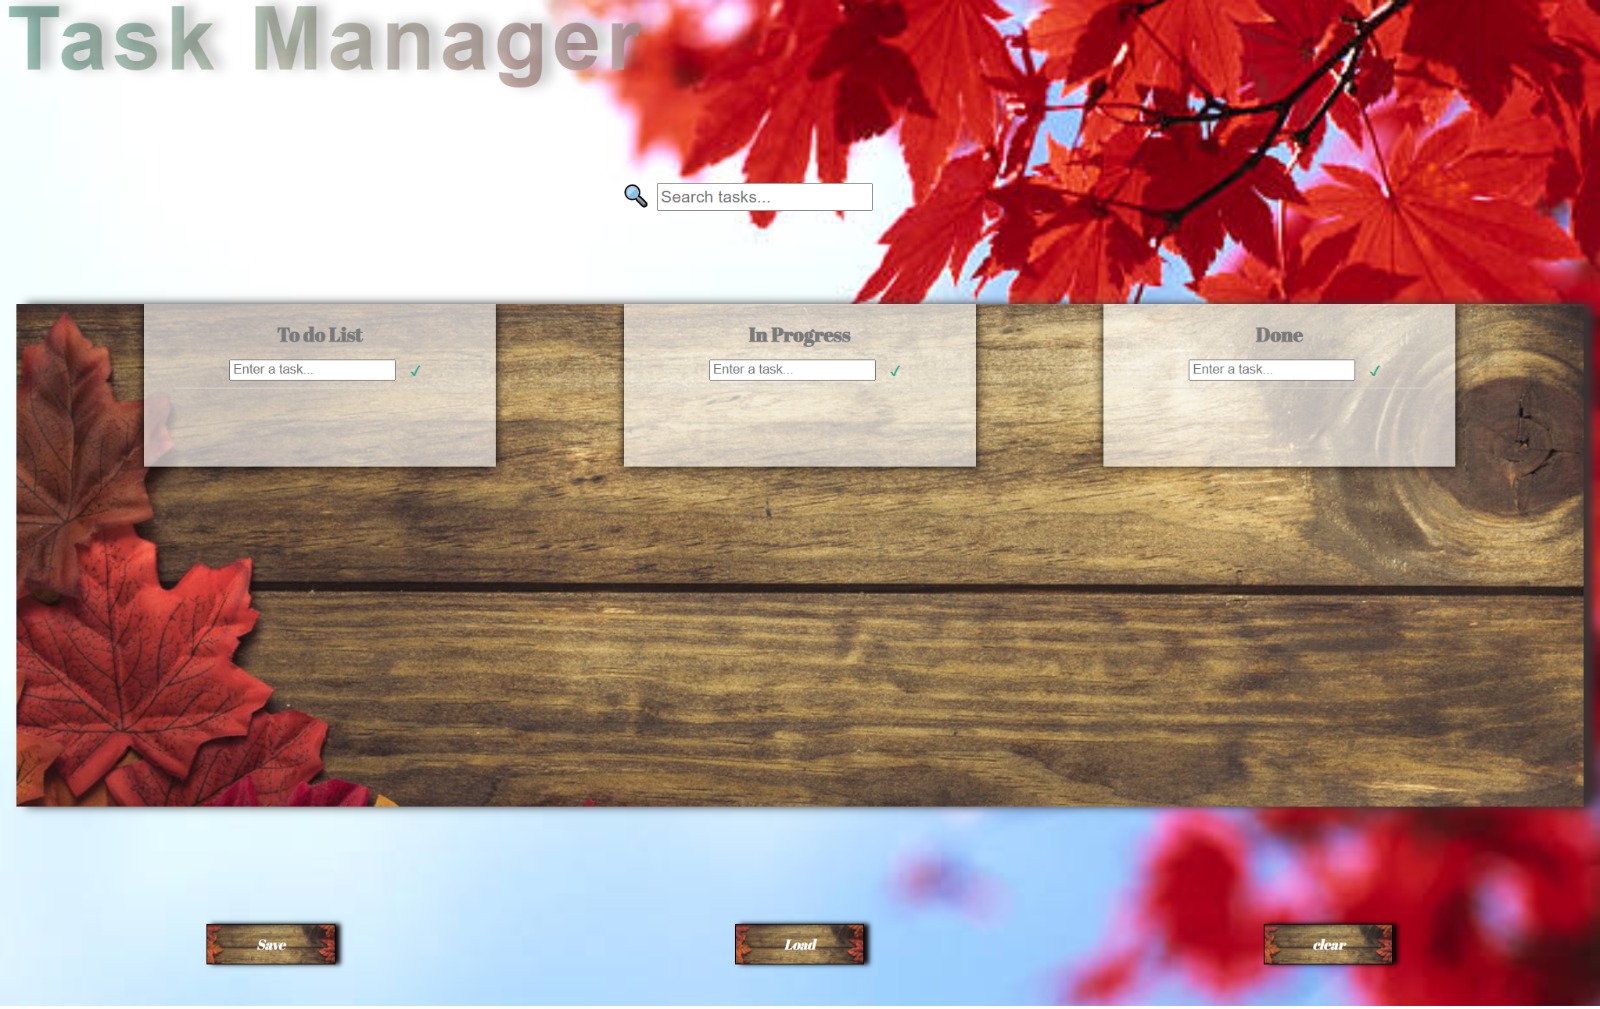 Task Manager
Search tasks...
To do List
Enter a task...
✓
In Progress
Enter a task...
✓
Done
Enter a task...
✓
Save
Load
clear